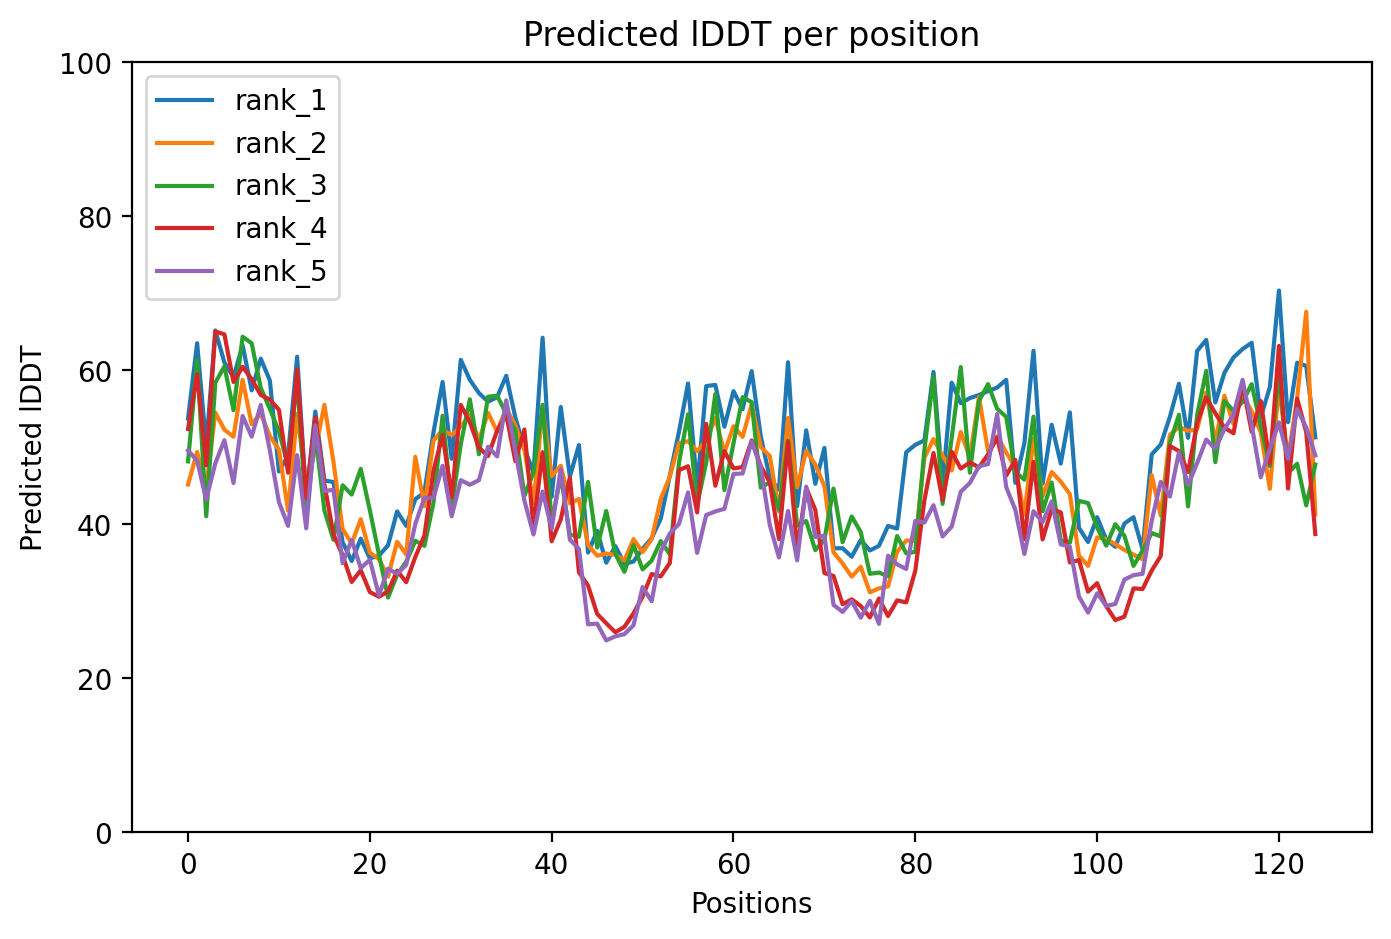 Predicted lDDT per position
100
80
60
40
20
0
Predicted lDDT
rank_1
rank_2
rank_3
rank_4
rank_5
0 20 40 60 80 100 120
Positions